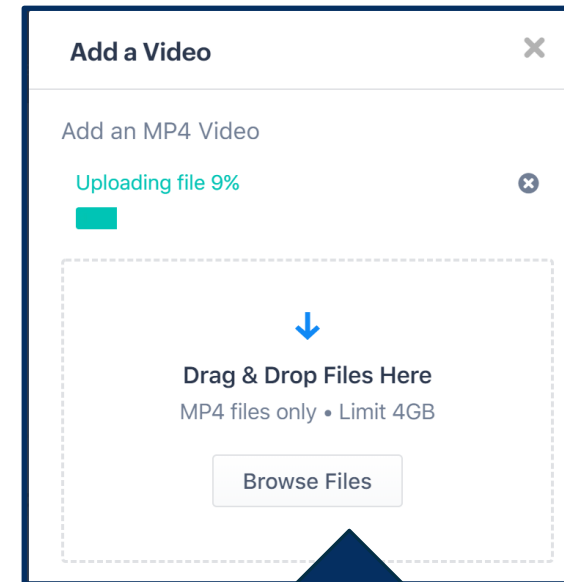 Add a Video
Add an MP4 Video
Uploading file 9%
Drag & Drop Files Here
MP4 files only • Limit 4GB
Browse Files